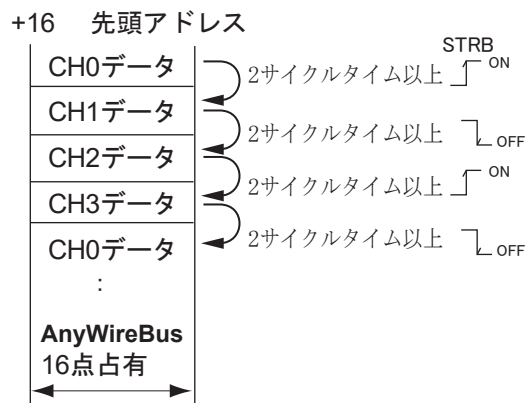 +16 先頭アドレス
STRB
CH0データ
2サイクルタイム以上 ON
CH1データ
2サイクルタイム以上 OFF
CH2データ
2サイクルタイム以上 ON
CH3データ
2サイクルタイム以上 OFF
CH0データ
:
AnyWireBus
16点占有